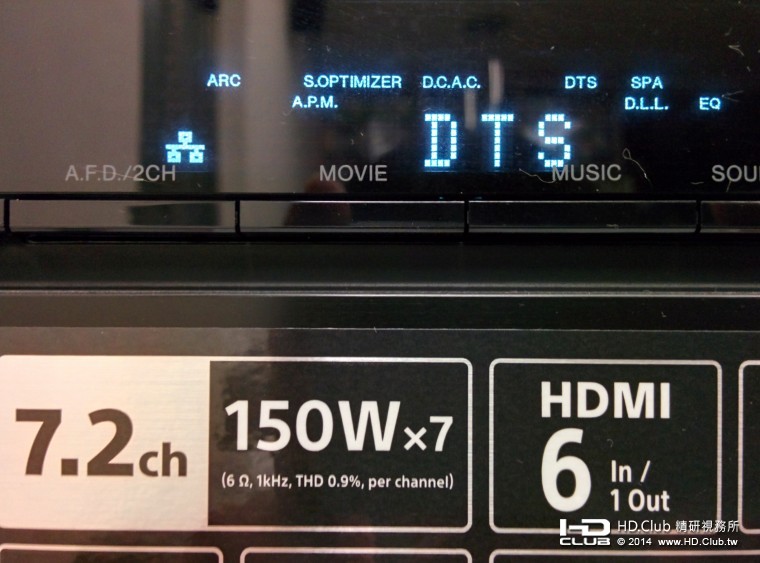 ARC S.OPTIMIZER D.C.A.C. DTS SPA
A.P.M. D.L.L. EQ
DTS
A.F.D./2CH MOVIE MUSIC SOU
7.2ch
150W×7
(6 Ω, 1kHz, THD 0.9%, per channel)
HDMI
6 In /
1 Out
HD CLUB
HD.Club 精研視務所
© 2014 www.HD.Club.tw